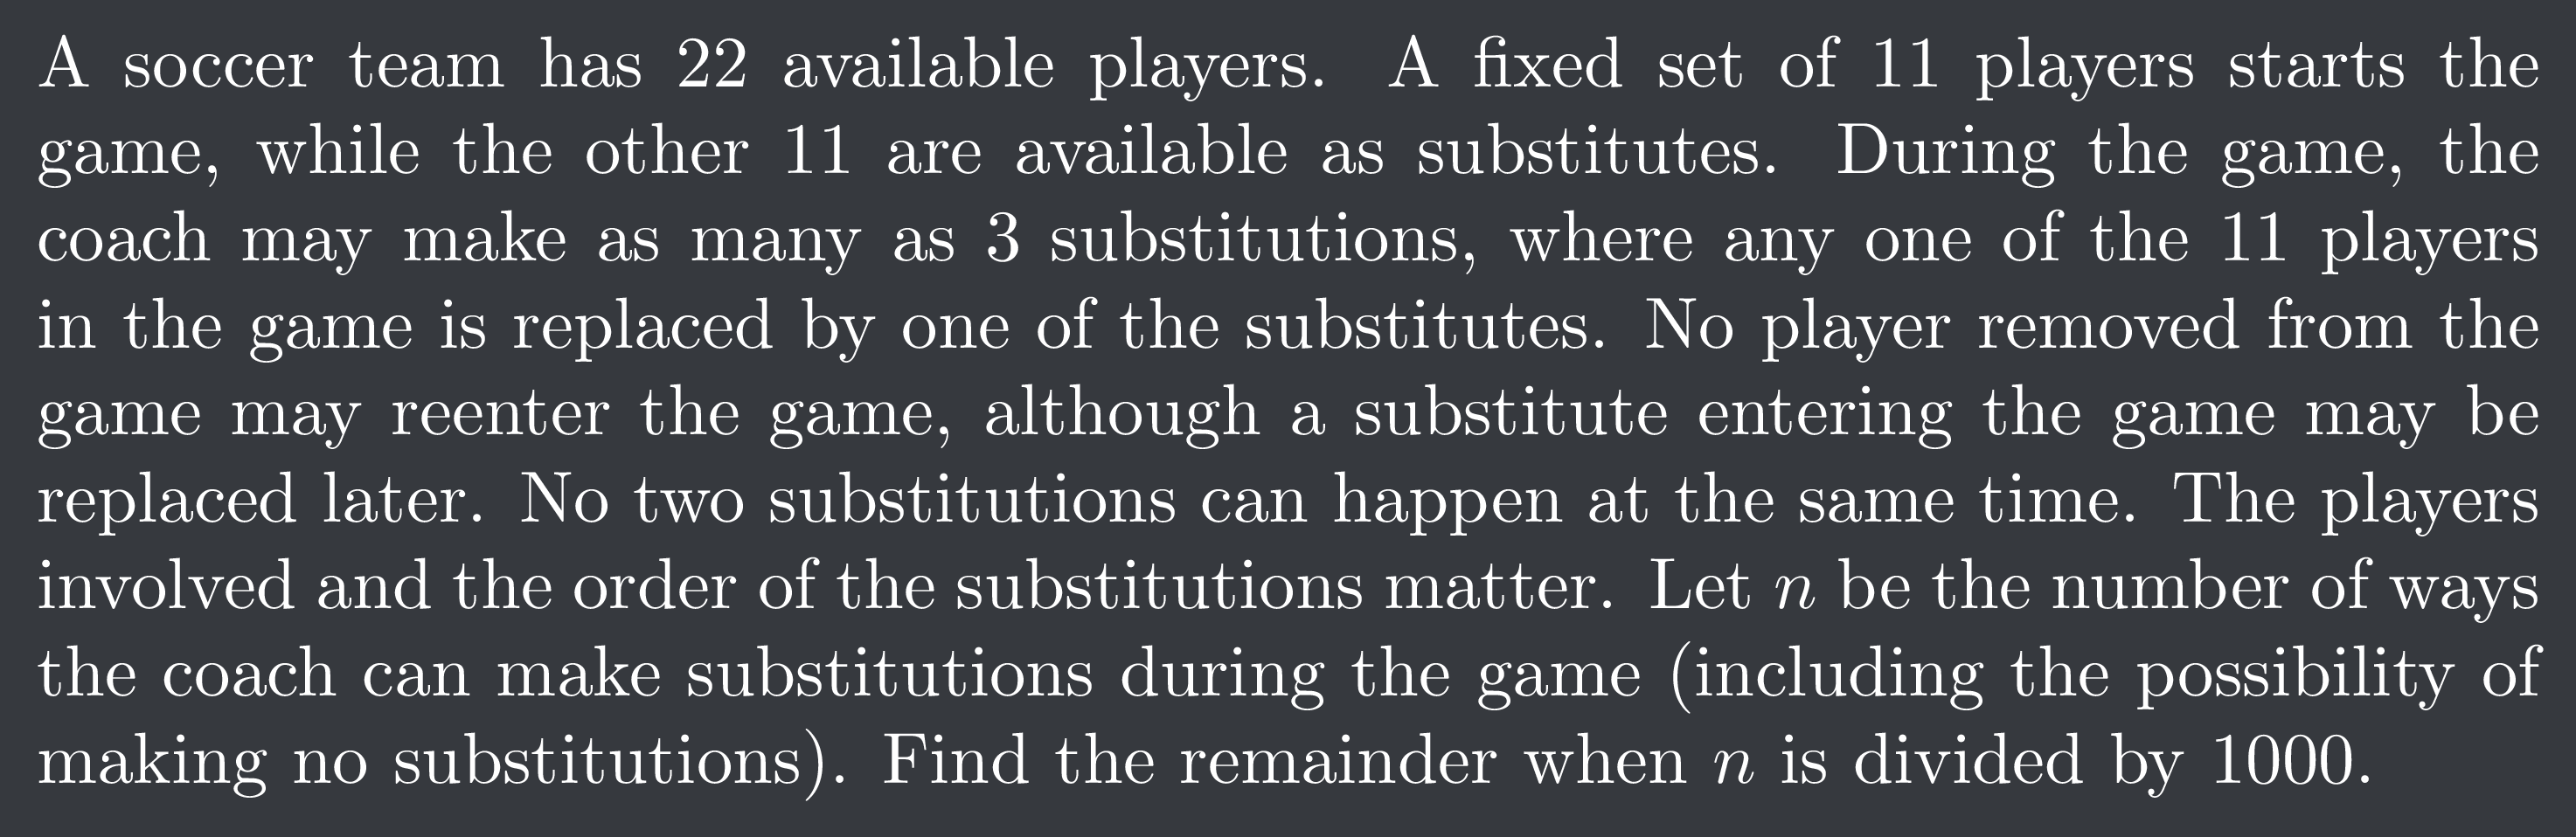 A soccer team has 22 available players. A fixed set of 11 players starts the
game, while the other 11 are available as substitutes. During the game, the
coach may make as many as 3 substitutions, where any one of the 11 players
in the game is replaced by one of the substitutes. No player removed from the
game may reenter the game, although a substitute entering the game may be
replaced later. No two substitutions can happen at the same time. The players
involved and the order of the substitutions matter. Let n be the number of ways
the coach can make substitutions during the game (including the possibility of
making no substitutions). Find the remainder when n is divided by 1000.